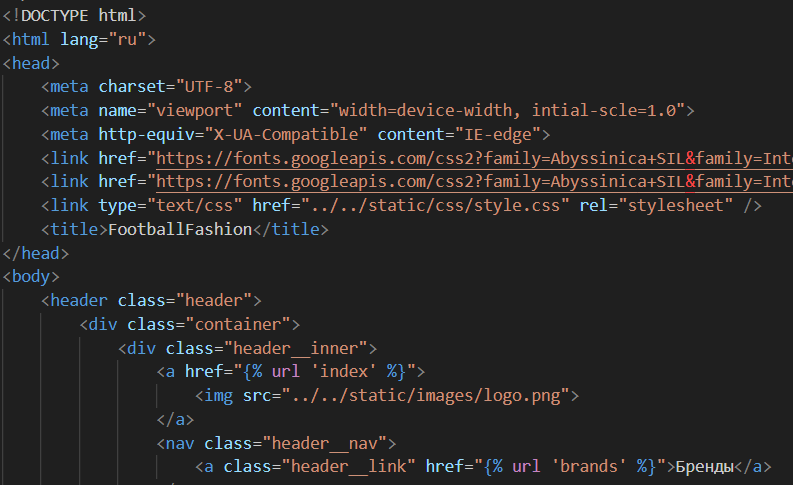 <!DOCTYPE html>
<html lang="ru">
<head>
    <meta charset="UTF-8">
    <meta name="viewport" content="width=device-width, intial-scle=1.0">
    <meta http-equiv="X-UA-Compatible" content="IE-edge">
    <link href="https://fonts.googleapis.com/css2?family=Abyssinica+SIL&family=Inte
    <link href="https://fonts.googleapis.com/css2?family=Abyssinica+SIL&family=Inte
    <link type="text/css" href="../../static/css/style.css" rel="stylesheet" />
    <title>FootballFashion</title>
</head>
<body>
    <header class="header">
        <div class="container">
            <div class="header__inner">
                <a href="{% url 'index' %}">
                    <img src="../../static/images/logo.png">
                </a>
                <nav class="header__nav">
                    <a class="header__link" href="{% url 'brands' %}">Бренды</a>